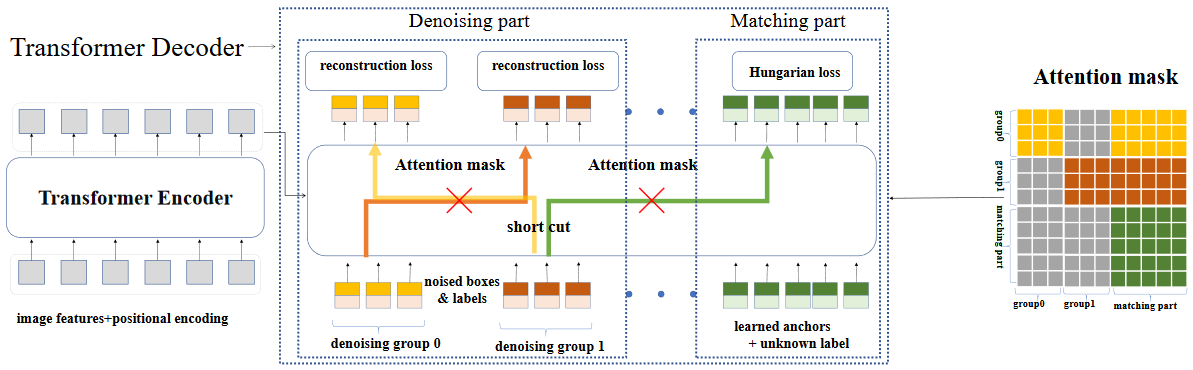 Denoising part
Matching part
Transformer Decoder
reconstruction loss
reconstruction loss
Hungarian loss
Attention mask
Attention mask
Attention mask
Transformer Encoder
short cut
group0
group1
matching part
noised boxes
& labels
image features+positional encoding
denoising group 0
denoising group 1
learned anchors
+ unknown label
group0
group1
matching part